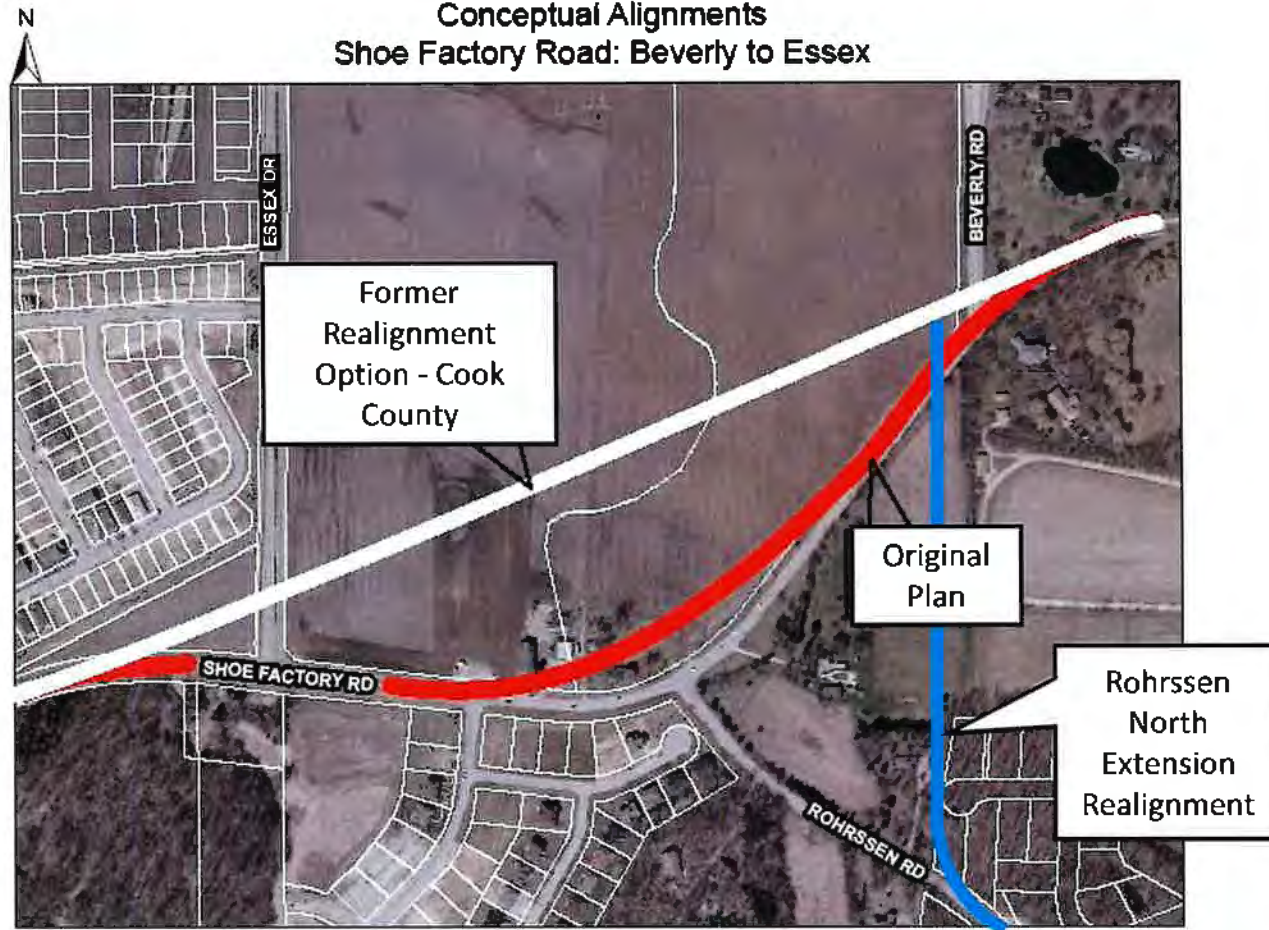 N
Conceptual Alignments
Shoe Factory Road: Beverly to Essex
ESSEX DR
BEVERLY RD
Former
Realignment
Option - Cook
County
Original
Plan
SHOE FACTORY RD
Rohrssen
North
Extension
Realignment
ROHRSSEN RD